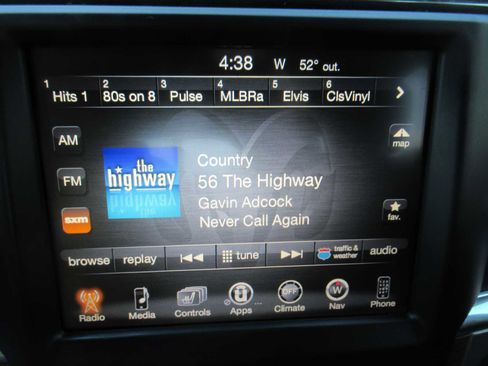 4:38 W 52° out.
1 2 3 4 5 6
Hits 1 80s on 8 Pulse MLBRa Elvis ClsVinyl
AM
map
the
highway
Country
56 The Highway
FM
Gavin Adcock
Never Call Again
sxm
fav.
browse replay tune traffic & weather audio
OFF W
Radio Media Controls Apps ... Climate Nav Phone